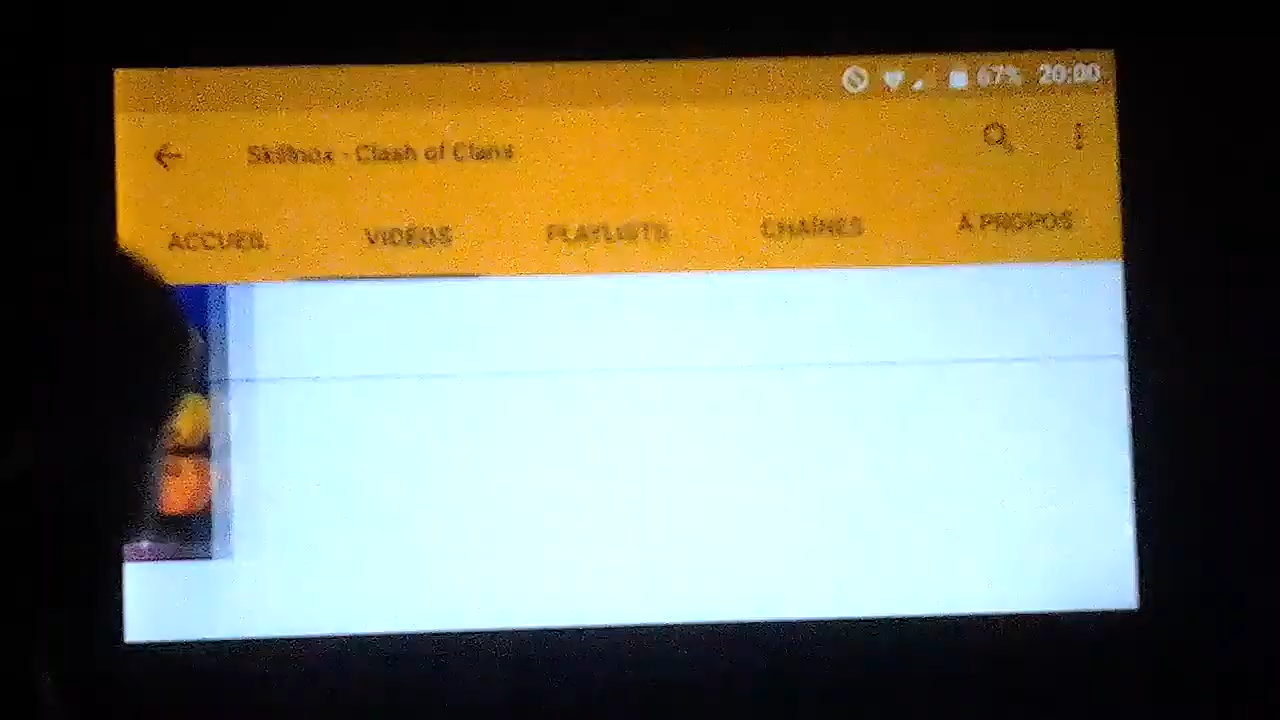 67% 20:00
Skillnox - Clash of Clans
ACCUEIL VIDÉOS PLAYLISTS CHAÎNES À PROPOS